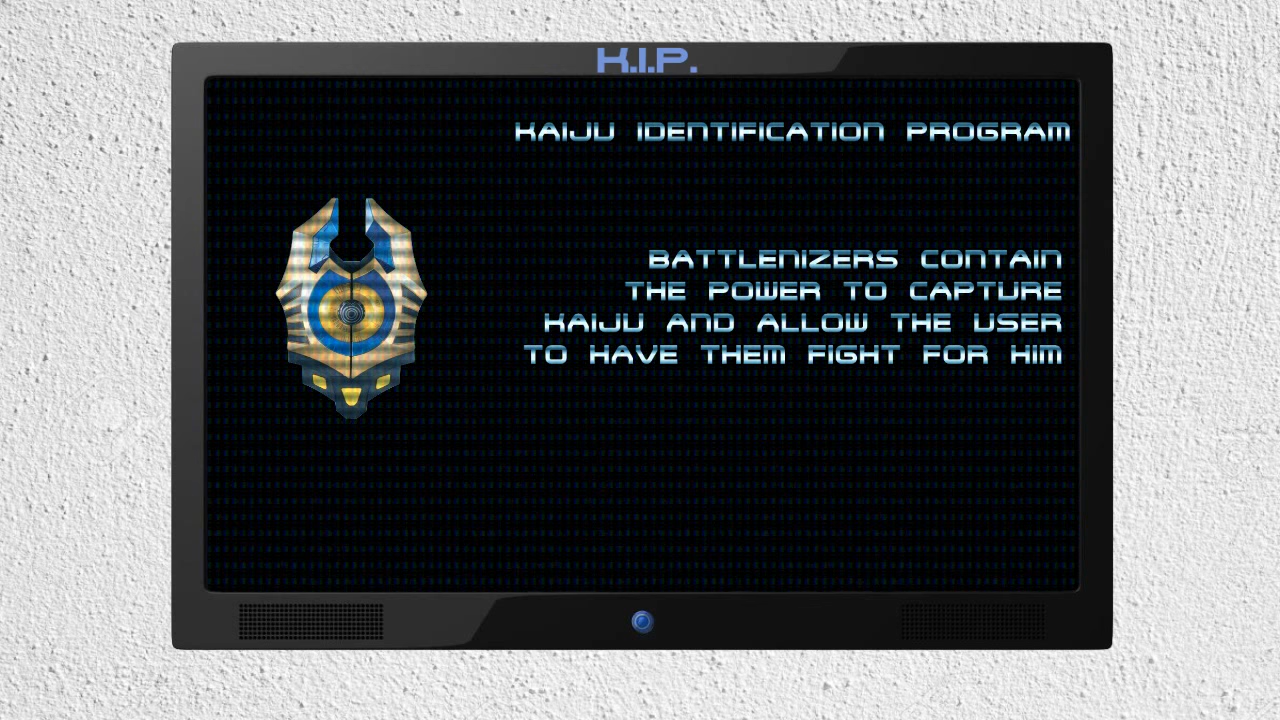 K.I.P.
KAIJU IDENTIFICATION PROGRAM
BATTLENIZERS CONTAIN
THE POWER TO CAPTURE
KAIJU AND ALLOW THE USER
TO HAVE THEM FIGHT FOR HIM